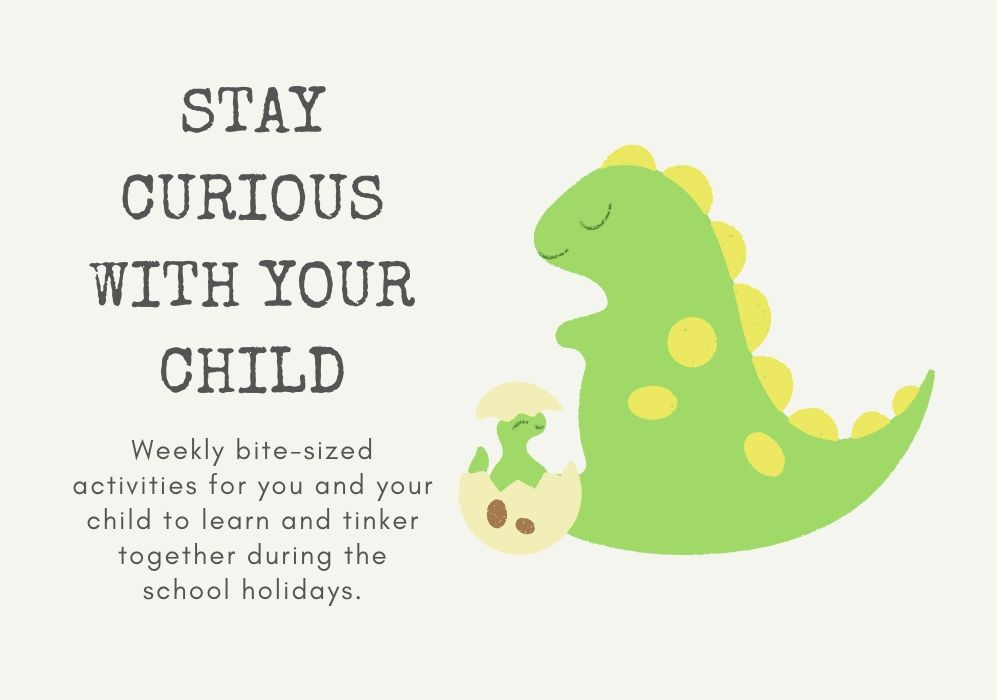 STAY
CURIOUS
WITH YOUR
CHILD
Weekly bite-sized
activities for you and your
child to learn and tinker
together during the
school holidays.